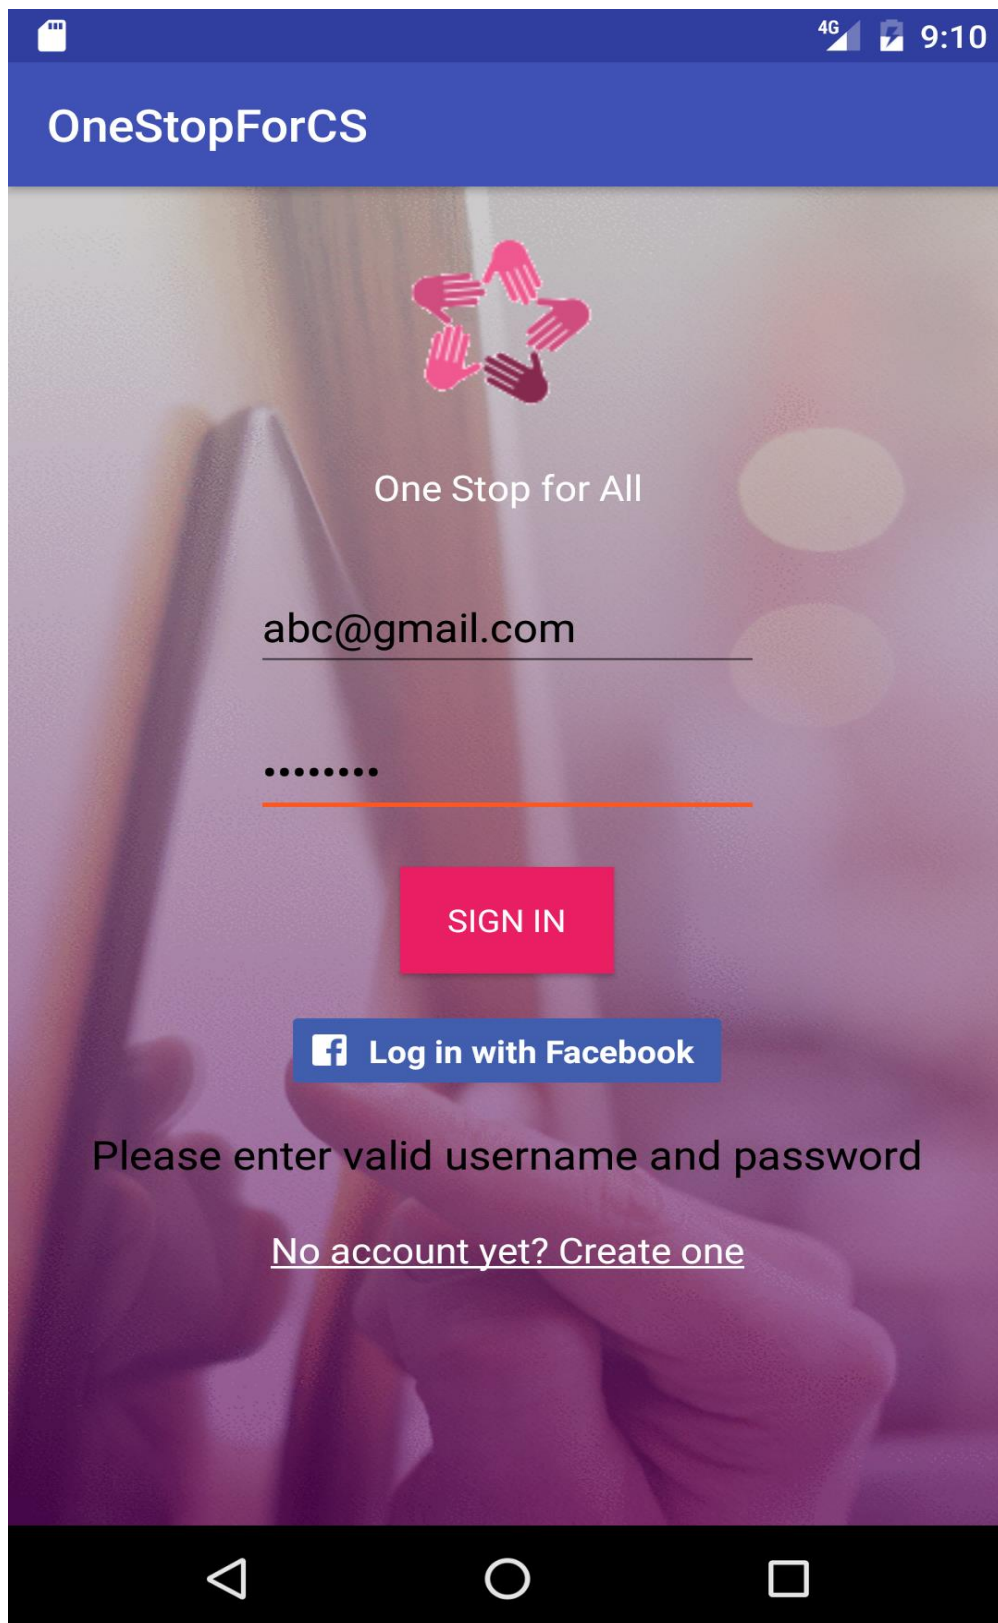 4G 9:10
OneStopForCS
One Stop for All
abc@gmail.com
••••••••
SIGN IN
f Log in with Facebook
Please enter valid username and password
No account yet? Create one